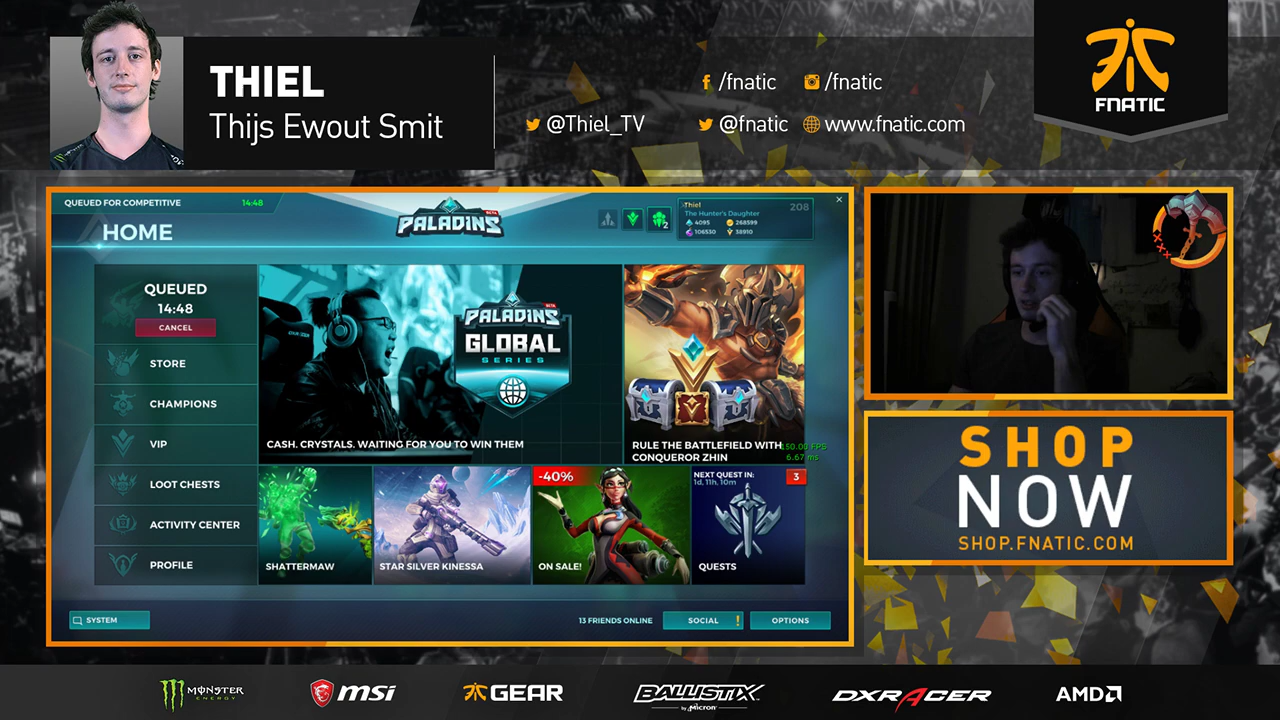 THIEL
Thijs Ewout Smit
/fnatic
/fnatic
@Thiel_TV
@fnatic
www.fnatic.com
FNATIC
QUEUED FOR COMPETITIVE
14:48
HOME
PALADINS
BETA
2
Thiel
The Hunter's Daughter
208
4095
268599
106530
38910
QUEUED
14:48
CANCEL
STORE
CHAMPIONS
VIP
LOOT CHESTS
ACTIVITY CENTER
PROFILE
PALADINS
BETA
GLOBAL
SERIES
CASH. CRYSTALS. WAITING FOR YOU TO WIN THEM
RULE THE BATTLEFIELD WITH
CONQUEROR ZHIN
150.00 FPS
6.67 ms
SHATTERMAW
STAR SILVER KINESSA
-40%
ON SALE!
NEXT QUEST IN:
1d, 11h, 10m
3
QUESTS
SYSTEM
13 FRIENDS ONLINE
SOCIAL
!
OPTIONS
SHOP
NOW
SHOP.FNATIC.COM
MONSTER
ENERGY
msi
GEAR
BALLISTIX
by Micron
DXRACER
AMD